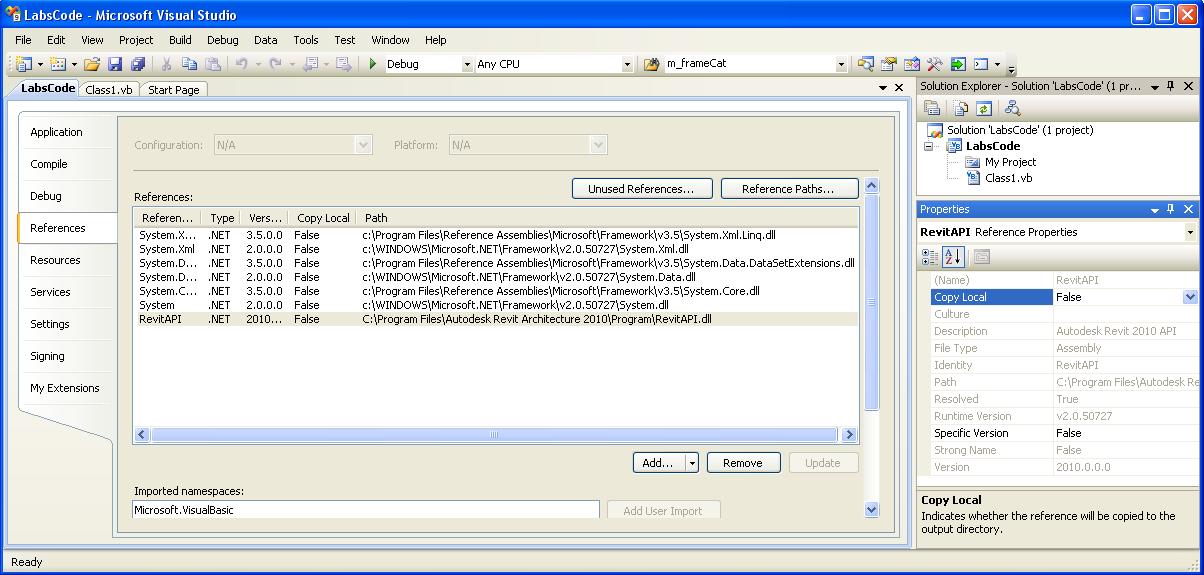 LabsCode - Microsoft Visual Studio
File Edit View Project Build Debug Data Tools Test Window Help
Debug Any CPU m_frameCat
LabsCode Class1.vb Start Page
Application
Compile
Debug
References
Resources
Services
Settings
Signing
My Extensions
Configuration: N/A Platform: N/A
Unused References... Reference Paths...
References:
Referen... Type Vers... Copy Local Path
System.X... .NET 3.5.0.0 False c:\Program Files\Reference Assemblies\Microsoft\Framework\v3.5\System.Xml.Linq.dll
System.Xml .NET 2.0.0.0 False c:\WINDOWS\Microsoft.NET\Framework\v2.0.50727\System.Xml.dll
System.D... .NET 3.5.0.0 False c:\Program Files\Reference Assemblies\Microsoft\Framework\v3.5\System.Data.DataSetExtensions.dll
System.D... .NET 2.0.0.0 False c:\WINDOWS\Microsoft.NET\Framework\v2.0.50727\System.Data.dll
System.C... .NET 3.5.0.0 False c:\Program Files\Reference Assemblies\Microsoft\Framework\v3.5\System.Core.dll
System .NET 2.0.0.0 False c:\WINDOWS\Microsoft.NET\Framework\v2.0.50727\System.dll
RevitAPI .NET 2010... False C:\Program Files\Autodesk Revit Architecture 2010\Program\RevitAPI.dll
Add... Remove Update
Imported namespaces:
Microsoft.VisualBasic Add User Import
Solution Explorer - Solution 'LabsCode' (1 pr...
Solution 'LabsCode' (1 project)
LabsCode
My Project
Class1.vb
Properties
RevitAPI Reference Properties
(Name) RevitAPI
Copy Local False
Culture
Description Autodesk Revit 2010 API
File Type Assembly
Identity RevitAPI
Path C:\Program Files\Autodesk Re
Resolved True
Runtime Version v2.0.50727
Specific Version False
Strong Name False
Version 2010.0.0.0
Copy Local
Indicates whether the reference will be copied to the
output directory.
Ready